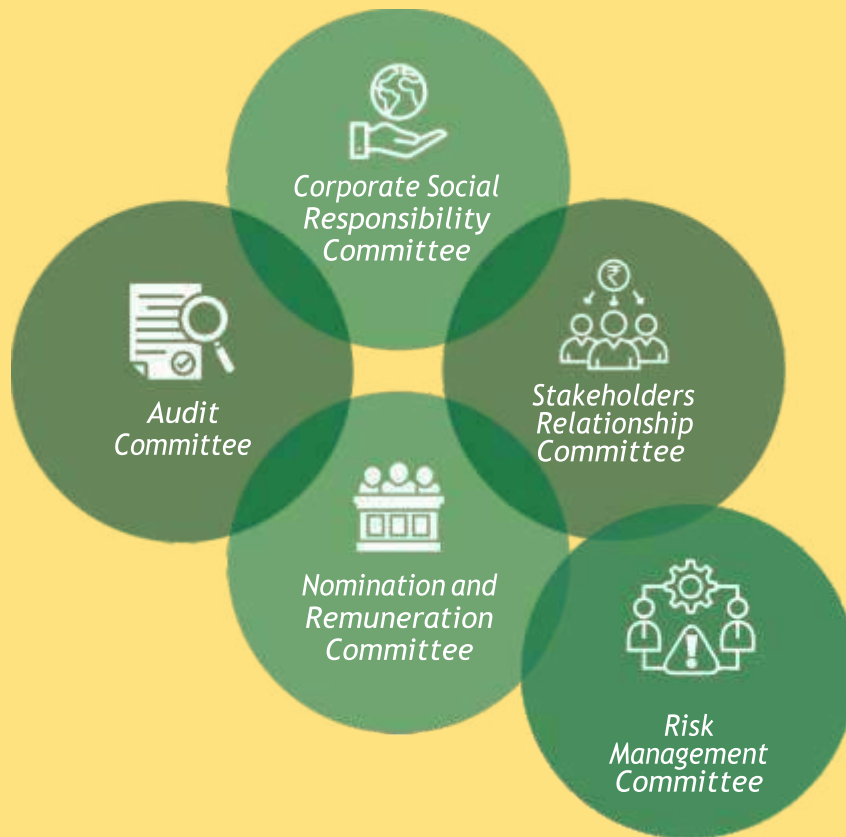 Corporate Social
Responsibility
Committee
₹
Audit
Committee
Stakeholders
Relationship
Committee
Nomination and
Remuneration
Committee
!
Risk
Management
Committee